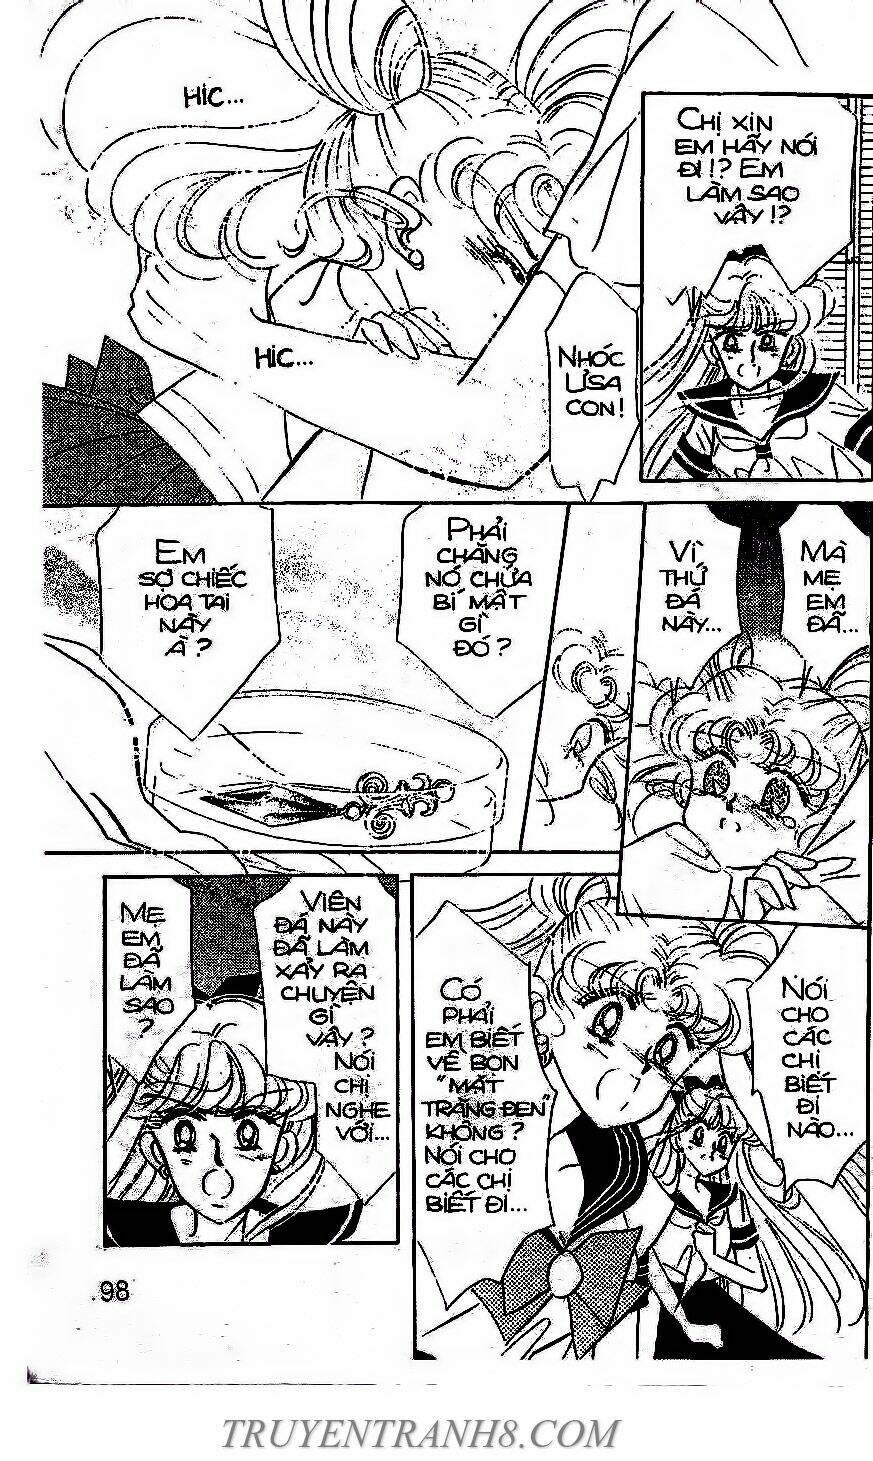 CHỊ XIN
EM HÃY NÓI
ĐI!? EM
LÀM SAO
VẬY!?
NHÓC
ỦSA
CON!
HIC...
HIC...
MÀ
MẸ
EM
ĐÃ...
VÌ
THỨ
ĐÁ
NÀY...
PHẢI
CHĂNG
NÓ CHỨA
BÍ MẬT
GÌ
ĐÓ?
EM
SỢ CHIẾC
HOA TAI
NÀY
À?
NÓI
CHO
CÁC
CHỊ
BIẾT
ĐI
NÀO...
CÓ
PHẢI
EM BIẾT
VỀ BỌN
"MẶT
TRĂNG ĐEN"
KHÔNG?
NÓI CHO
CÁC CHỊ
BIẾT ĐI...
VIÊN
ĐÁ NÀY
ĐÃ LÀM
XẢY RA
CHUYỆN
GÌ
VẬY?
NÓI
CHỊ
NGHE
VỚI...
MẸ
EM
ĐÃ
LÀM
SAO
?
98
TRUYENTRANH8.COM